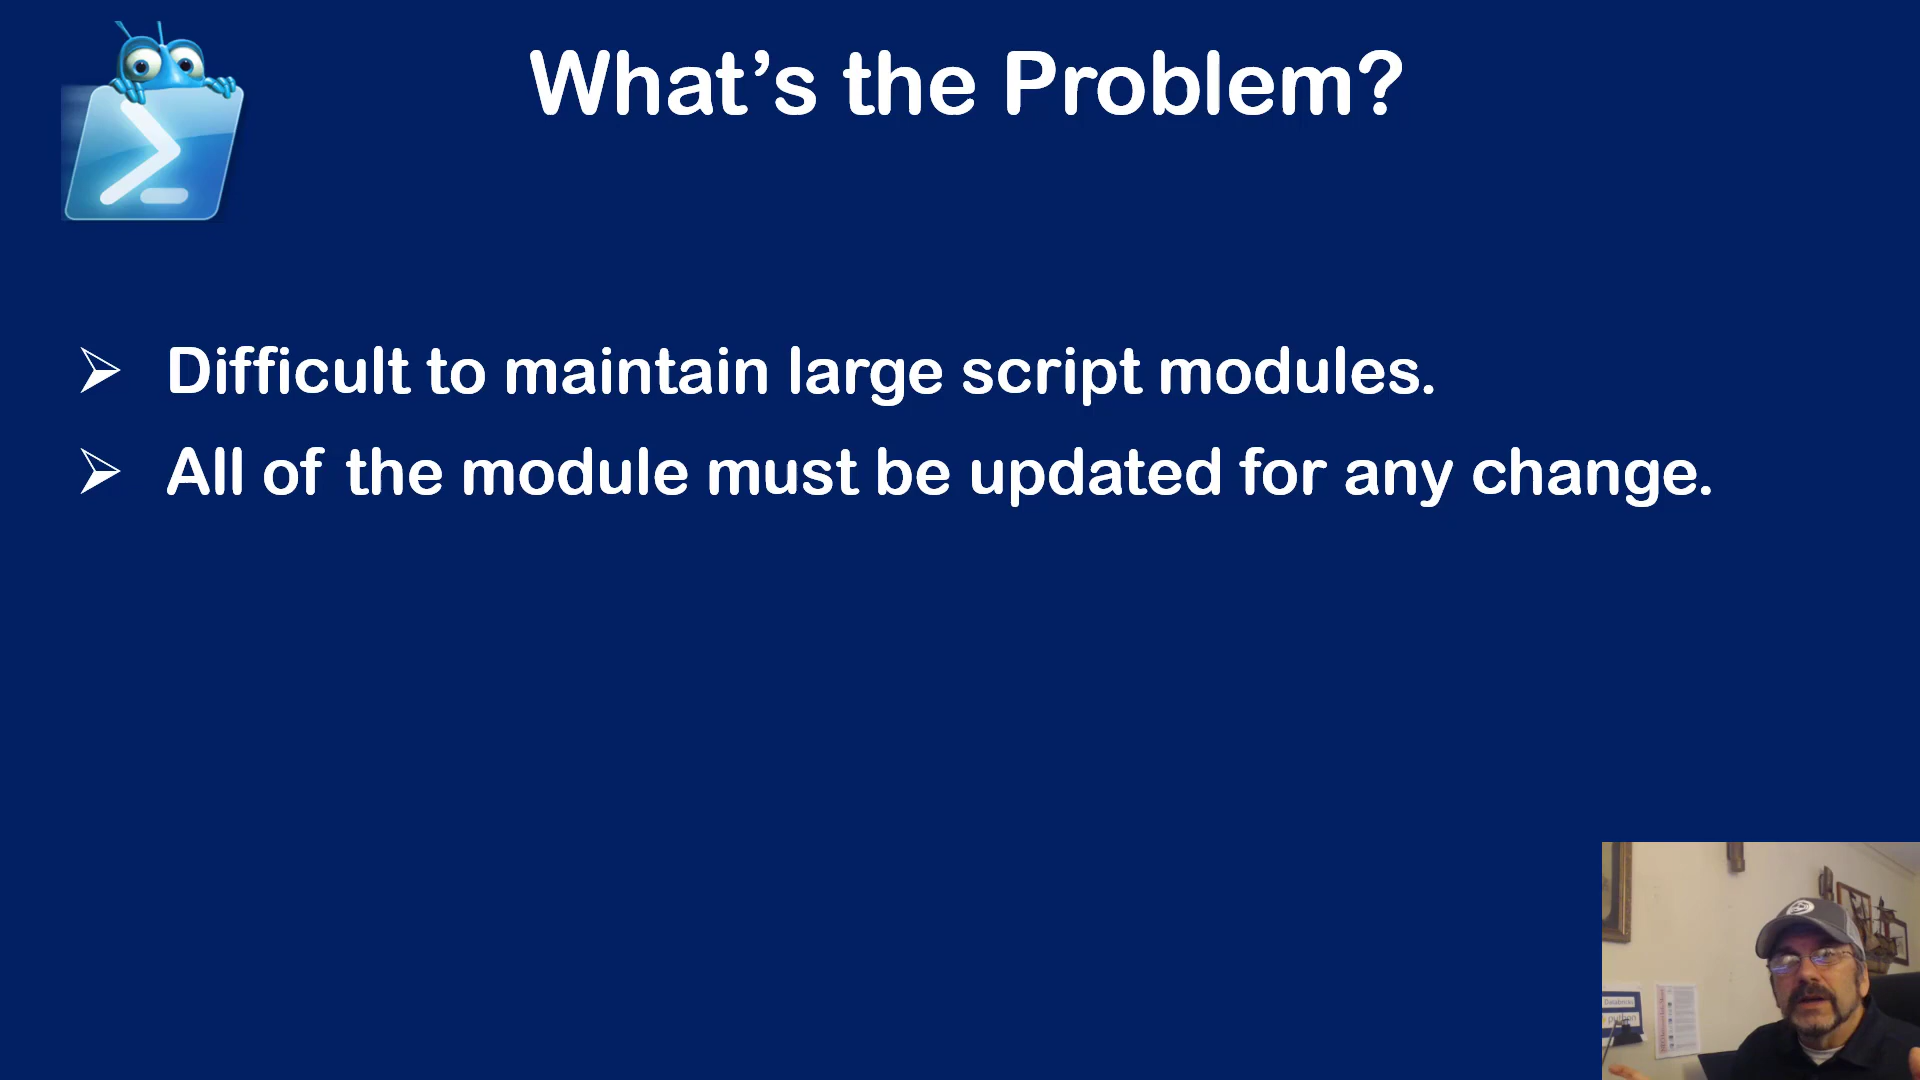 What’s the Problem?
Difficult to maintain large script modules.
All of the module must be updated for any change.
python